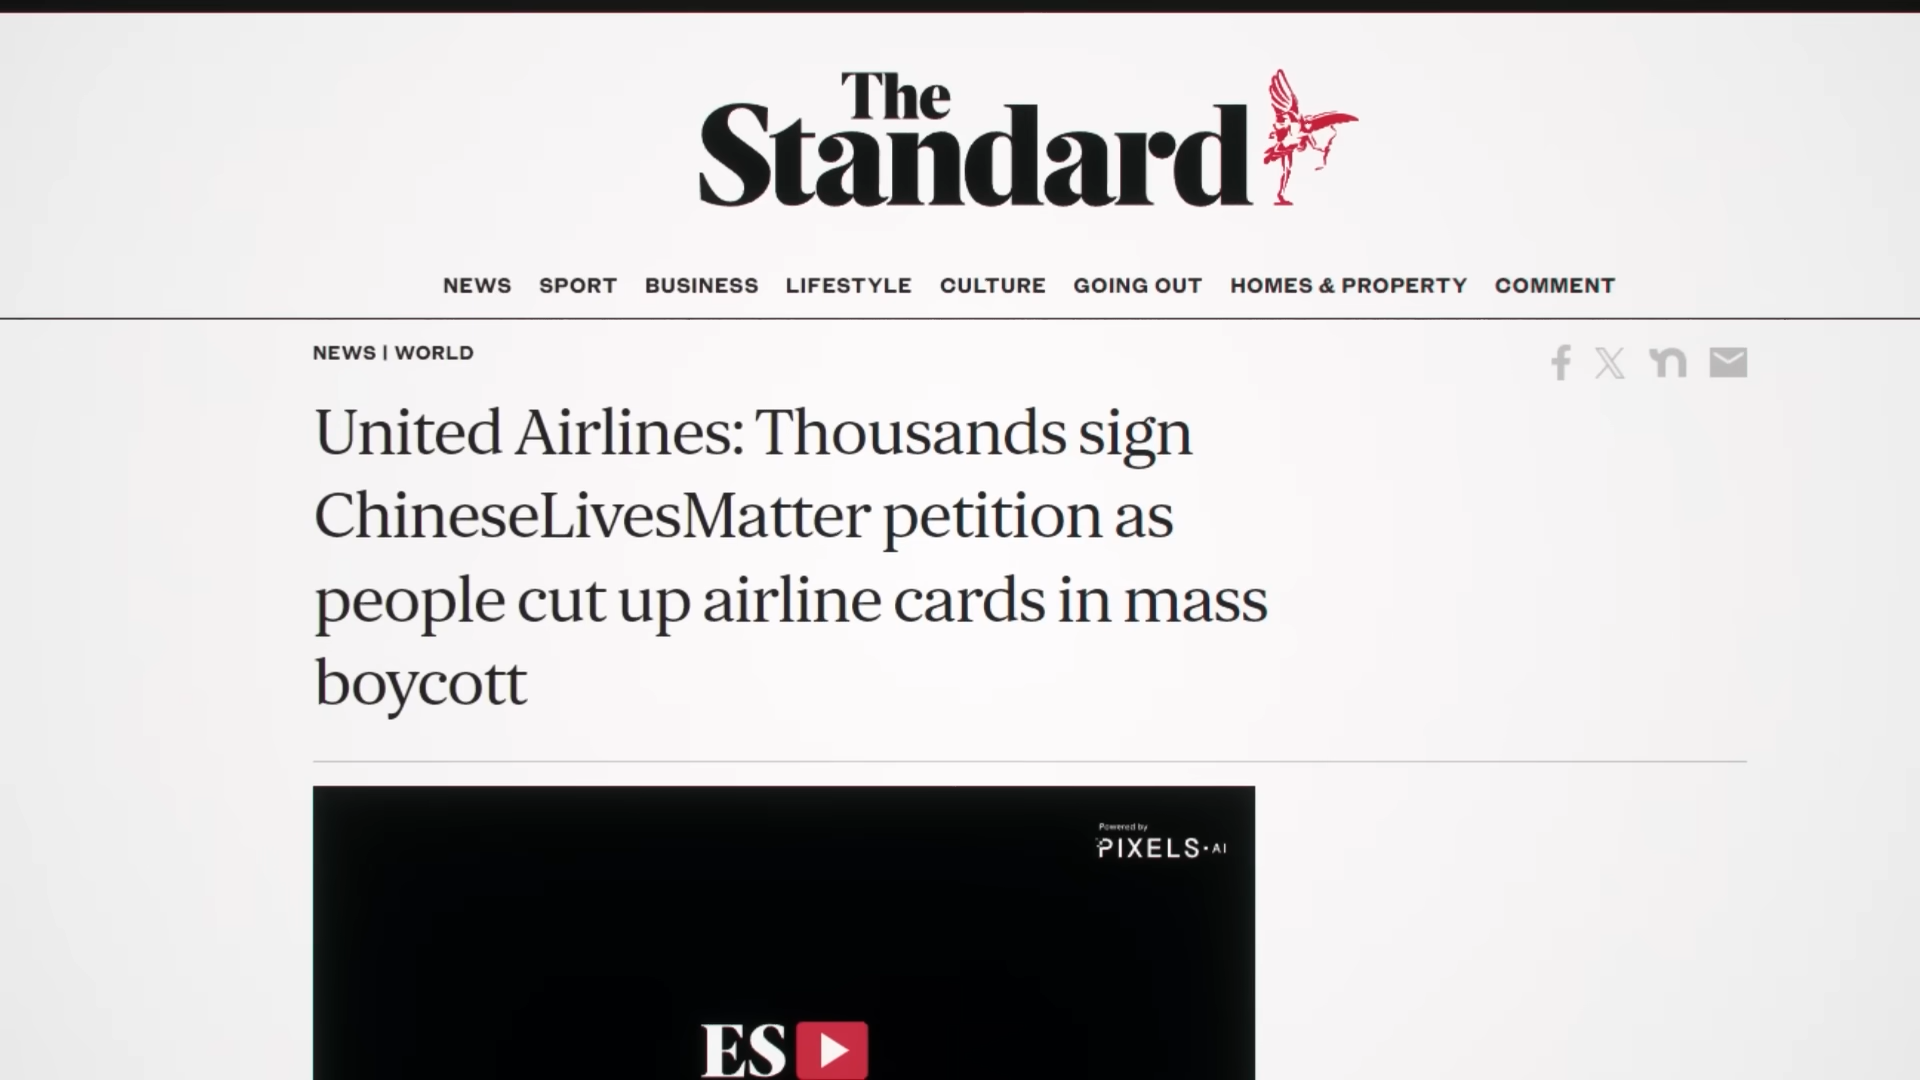 The
Standard
NEWS SPORT BUSINESS LIFESTYLE CULTURE GOING OUT HOMES & PROPERTY COMMENT
NEWS | WORLD
United Airlines: Thousands sign
ChineseLivesMatter petition as
people cut up airline cards in mass
boycott
Powered by
PIXELS·AI
ES